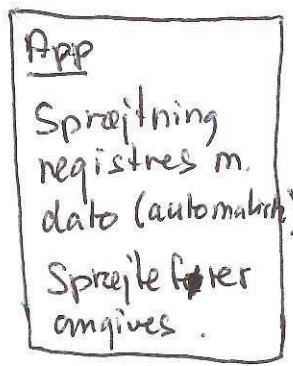 App
Sprøjtning
registres m.
dato (automatisk)
Sprøjtefører
angives.